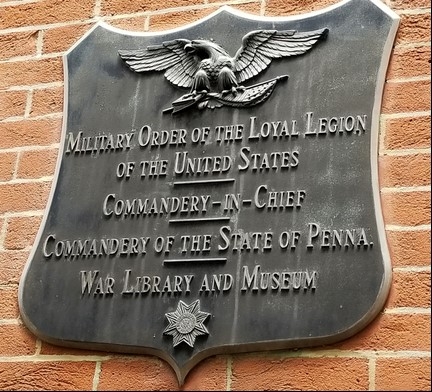 Military Order of the Loyal Legion
of the United States
Commandery-in-Chief
Commandery of the State of Penna.
War Library and Museum